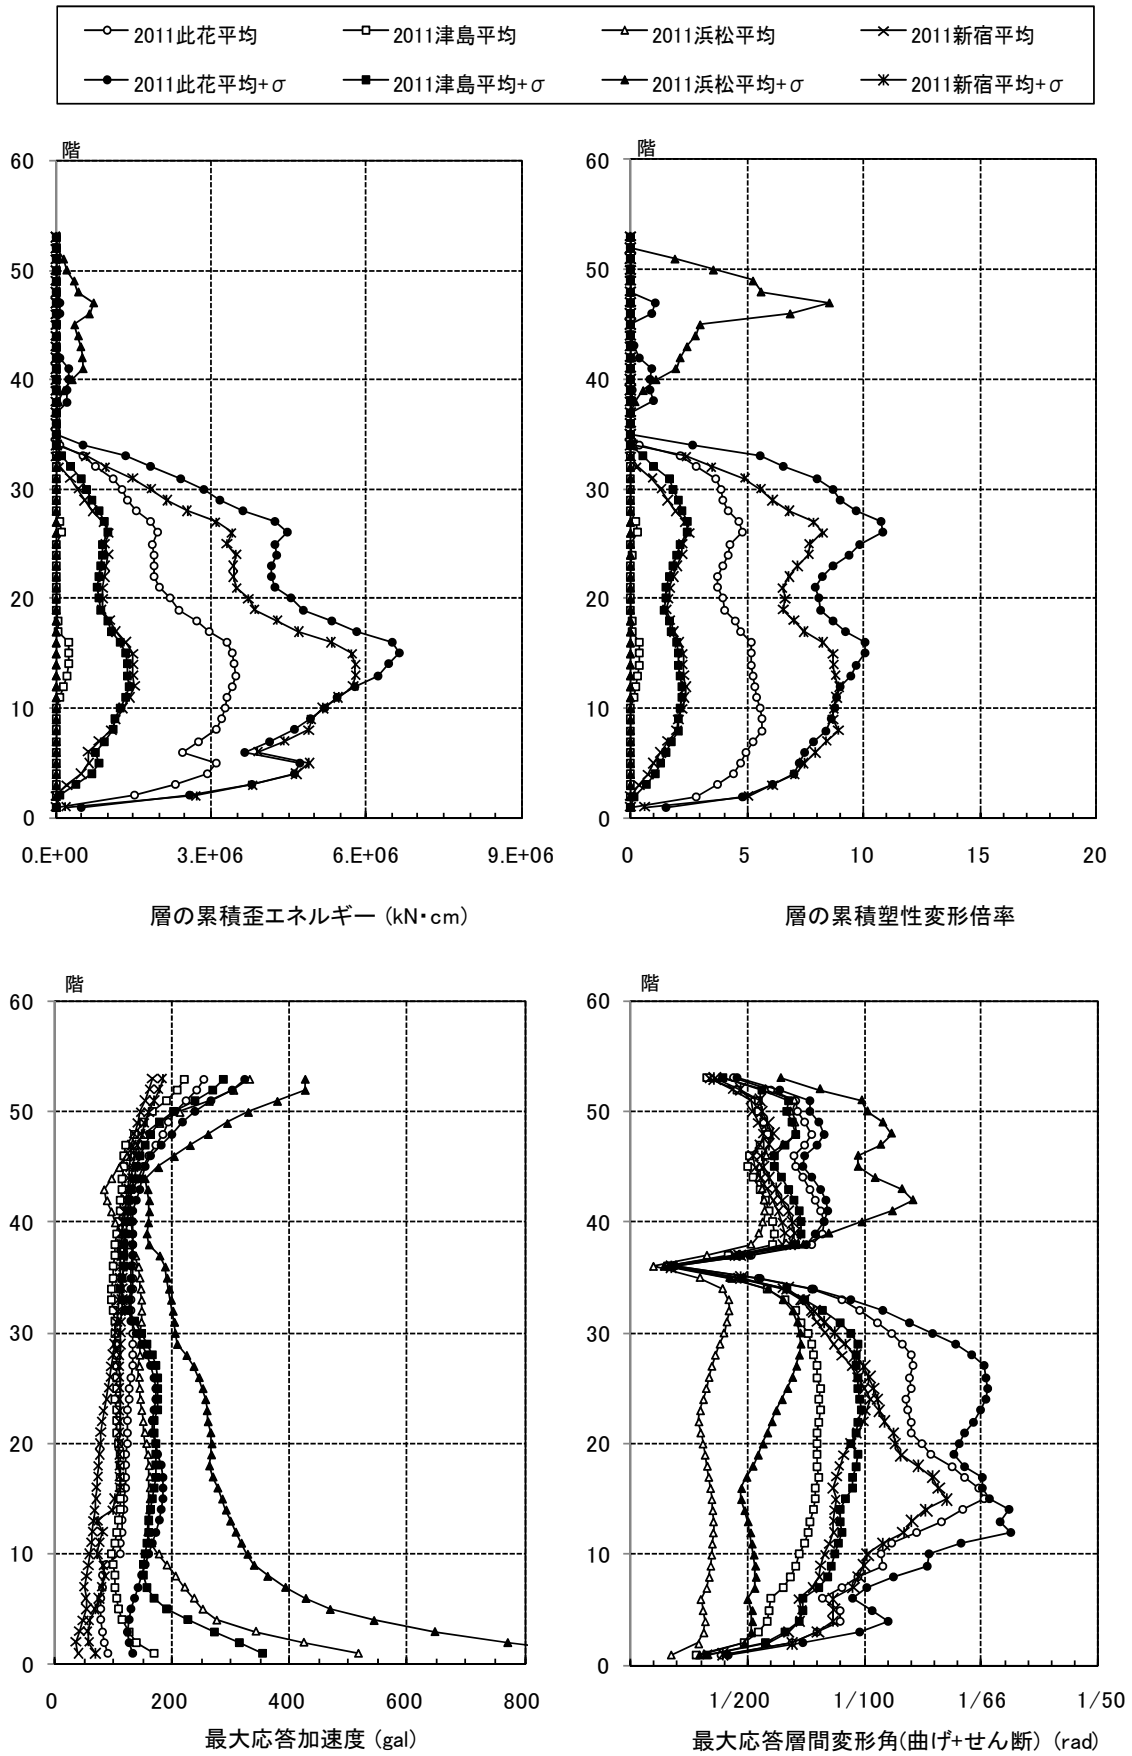 2011此花平均 2011津島平均 2011浜松平均 2011新宿平均
2011此花平均+σ 2011津島平均+σ 2011浜松平均+σ 2011新宿平均+σ
階 階
60 60
50 50
40 40
30 30
20 20
10 10
0 0
0.E+00 3.E+06 6.E+06 9.E+06 0 5 10 15 20
層の累積歪エネルギー (kN・cm) 層の累積塑性変形倍率
階 階
60 60
50 50
40 40
30 30
20 20
10 10
0 0
0 200 400 600 800 1/200 1/100 1/66 1/50
最大応答加速度 (gal) 最大応答層間変形角(曲げ+せん断) (rad)